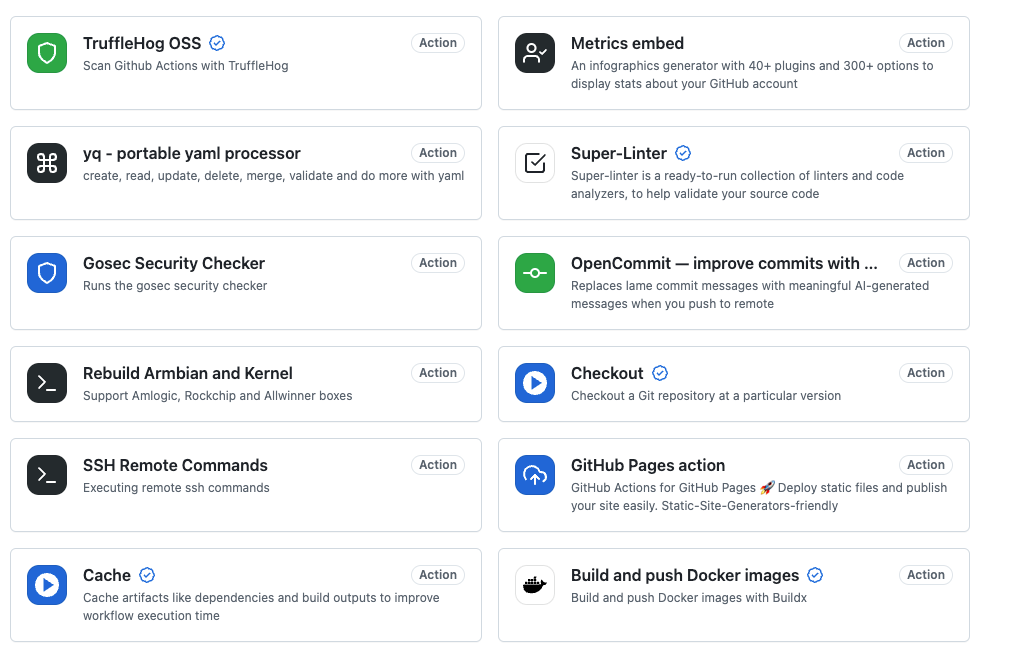 TruffleHog OSS
Action
Scan Github Actions with TruffleHog
Metrics embed
Action
An infographics generator with 40+ plugins and 300+ options to
display stats about your GitHub account
yq - portable yaml processor
Action
create, read, update, delete, merge, validate and do more with yaml
Super-Linter
Action
Super-linter is a ready-to-run collection of linters and code
analyzers, to help validate your source code
Gosec Security Checker
Action
Runs the gosec security checker
OpenCommit — improve commits with ...
Action
Replaces lame commit messages with meaningful AI-generated
messages when you push to remote
Rebuild Armbian and Kernel
Action
Support Amlogic, Rockchip and Allwinner boxes
Checkout
Action
Checkout a Git repository at a particular version
SSH Remote Commands
Action
Executing remote ssh commands
GitHub Pages action
Action
GitHub Actions for GitHub Pages 🚀 Deploy static files and publish
your site easily. Static-Site-Generators-friendly
Cache
Action
Cache artifacts like dependencies and build outputs to improve
workflow execution time
Build and push Docker images
Action
Build and push Docker images with Buildx